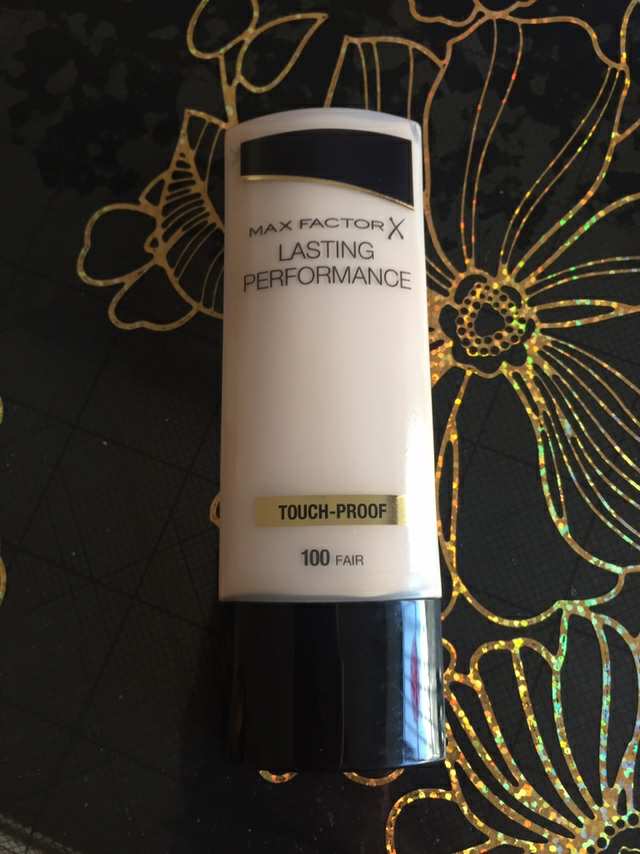 MAX FACTOR X
LASTING
PERFORMANCE
TOUCH-PROOF
100 FAIR